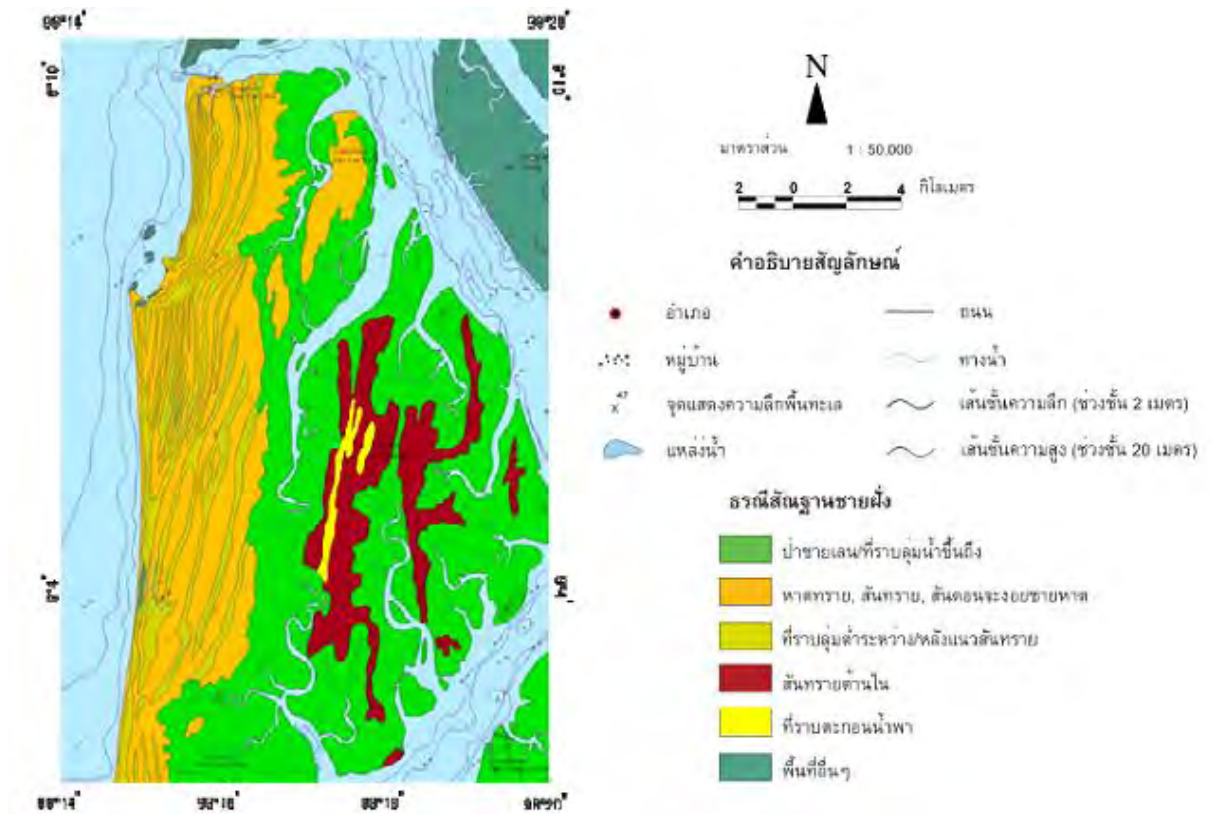 N
มาตราส่วน 1 : 50,000
2 0 2 4 กิโลเมตร
คำอธิบายสัญลักษณ์
อำเภอ
ถนน
หมู่บ้าน
ทางน้ำ
จุดแสดงความลึกพื้นทะเล
เส้นชั้นความลึก (ช่วงชั้น 2 เมตร)
แหล่งน้ำ
เส้นชั้นความสูง (ช่วงชั้น 20 เมตร)
ธรณีสัณฐานชายฝั่ง
ป่าชายเลน/ที่ราบลุ่มน้ำขึ้นถึง
หาดทราย, สันทราย, สันดอนจะงอยชายหาด
ที่ราบลุ่มต่ำระหว่าง/หลังแนวสันทราย
สันทรายด้านใน
ที่ราบตะกอนน้ำพา
พื้นที่อื่นๆ